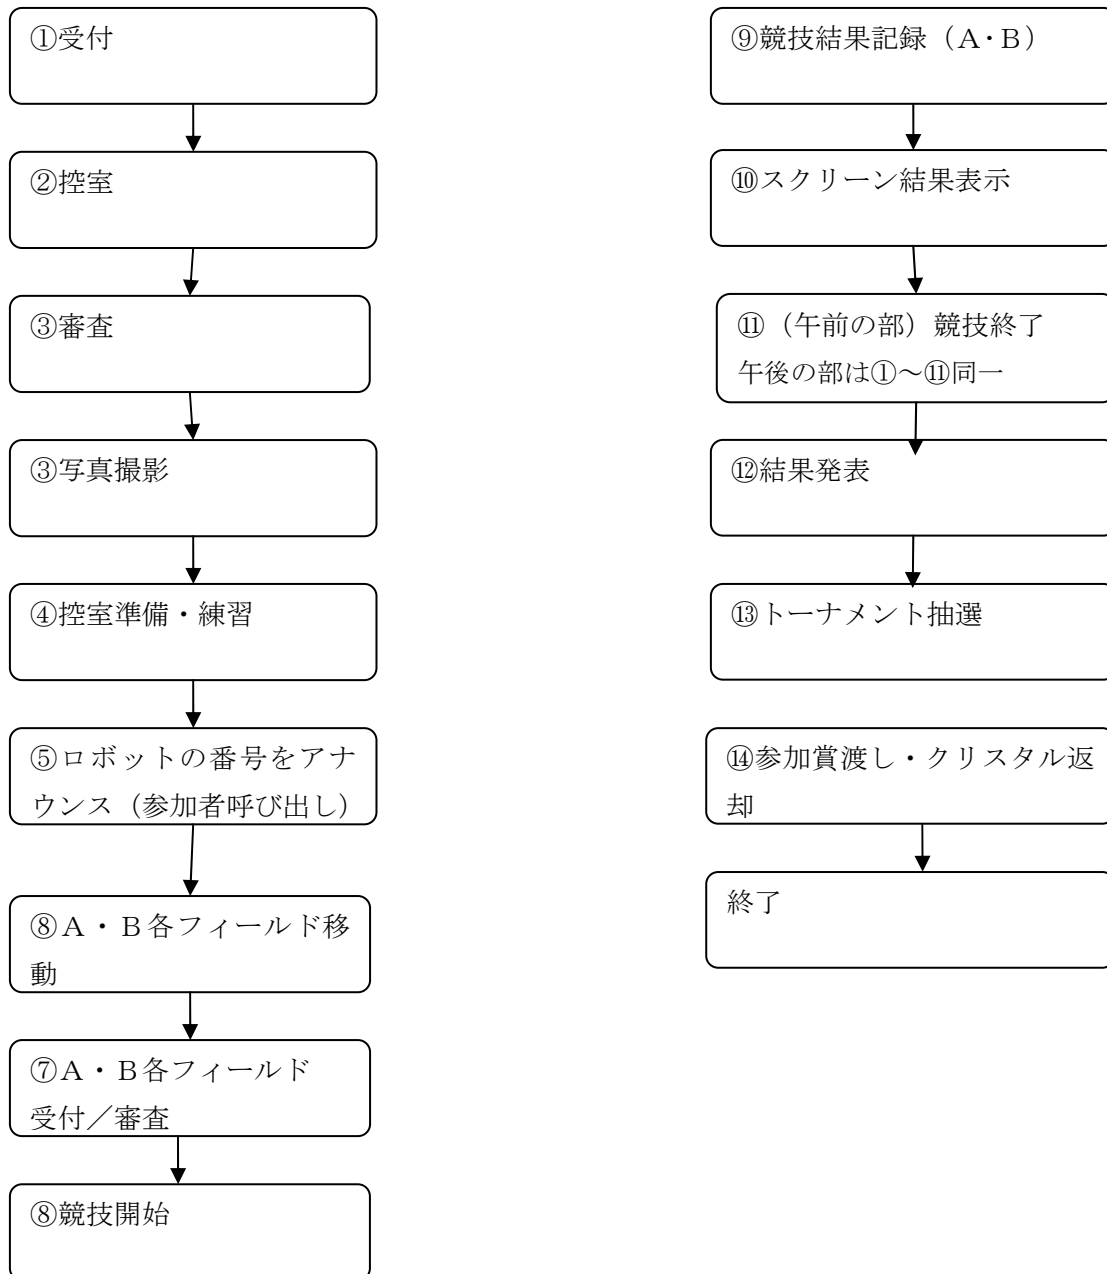 ①受付
②控室
③審査
③写真撮影
④控室準備・練習
⑤ロボットの番号をアナ
ウンス（参加者呼び出し）
⑧Ａ・Ｂ各フィールド移
動
⑦Ａ・Ｂ各フィールド
受付／審査
⑧競技開始
⑨競技結果記録（Ａ・Ｂ）
⑩スクリーン結果表示
⑪（午前の部）競技終了
午後の部は①～⑪同一
⑫結果発表
⑬トーナメント抽選
⑭参加賞渡し・クリスタル返
却
終了